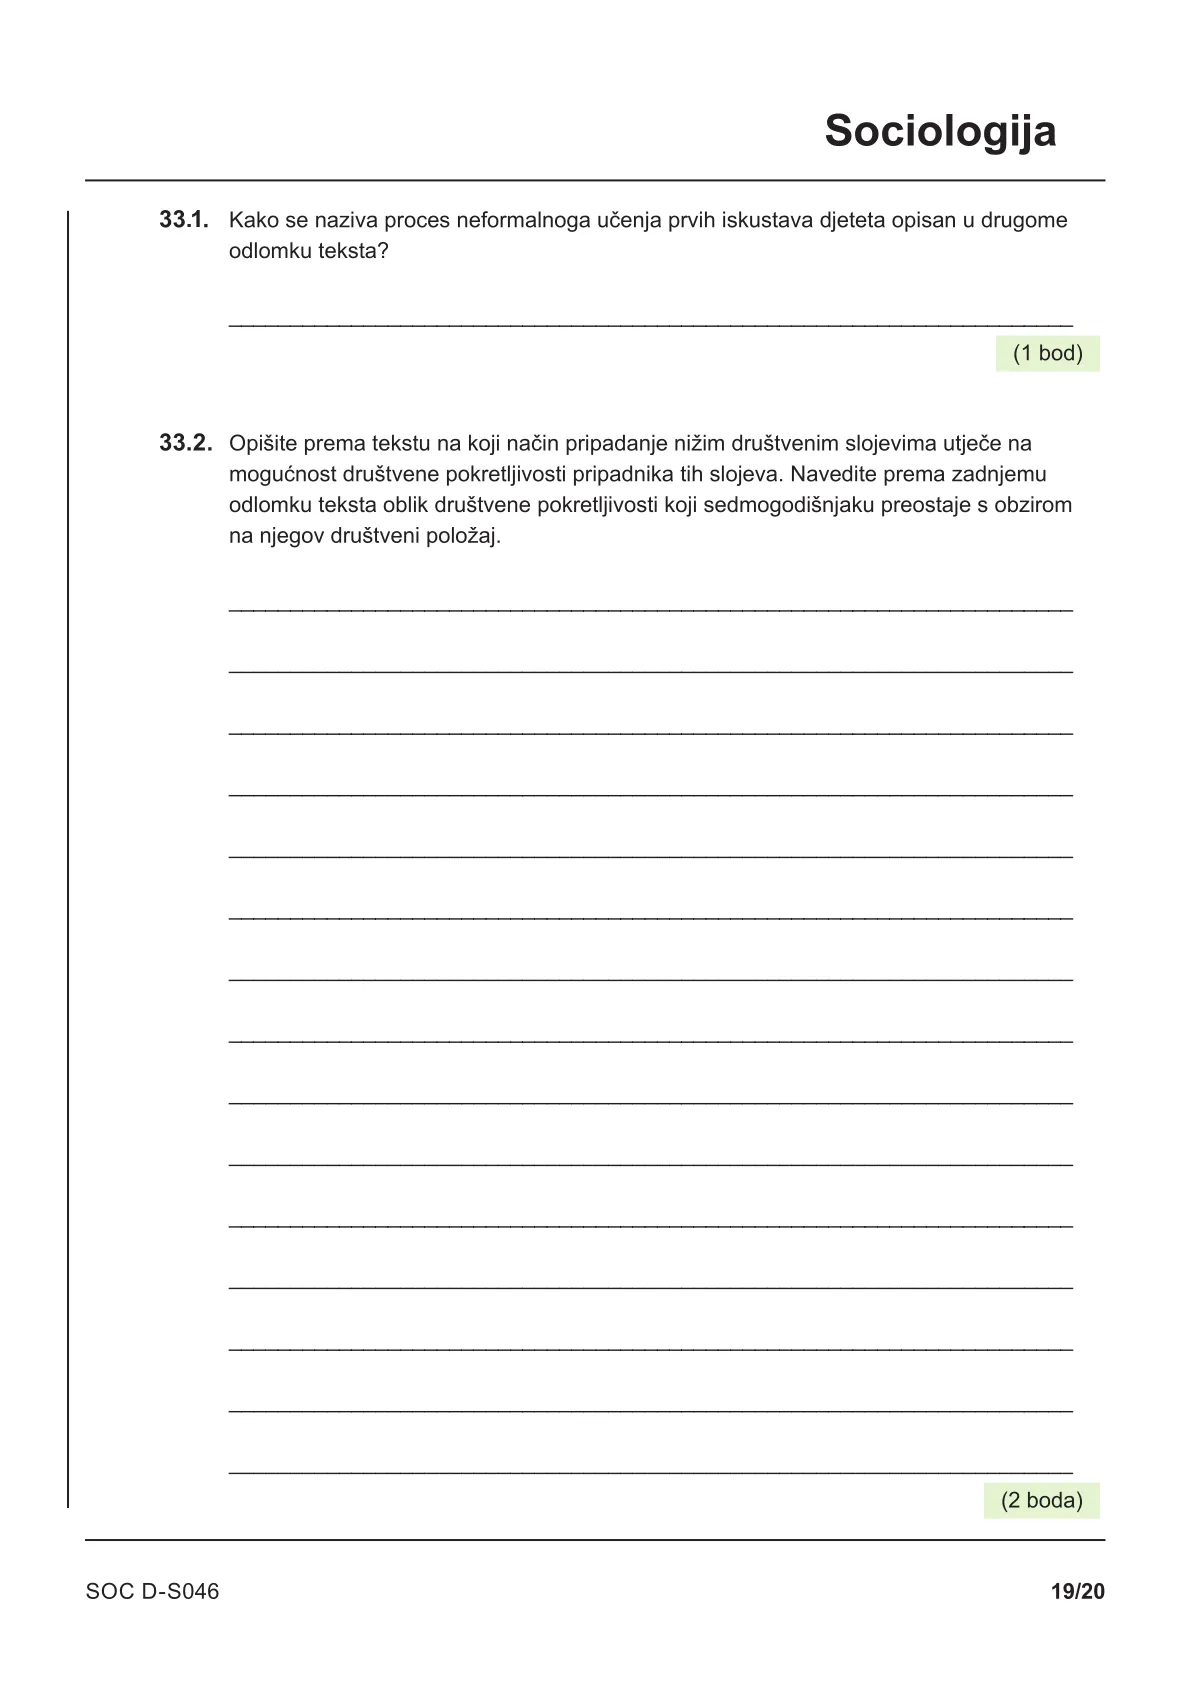 Sociologija
33.1. Kako se naziva proces neformalnoga učenja prvih iskustava djeteta opisan u drugome
odlomku teksta?
(1 bod)
33.2. Opišite prema tekstu na koji način pripadanje nižim društvenim slojevima utječe na
mogućnost društvene pokretljivosti pripadnika tih slojeva. Navedite prema zadnjemu
odlomku teksta oblik društvene pokretljivosti koji sedmogodišnjaku preostaje s obzirom
na njegov društveni položaj.
(2 boda)
SOC D-S046
19/20